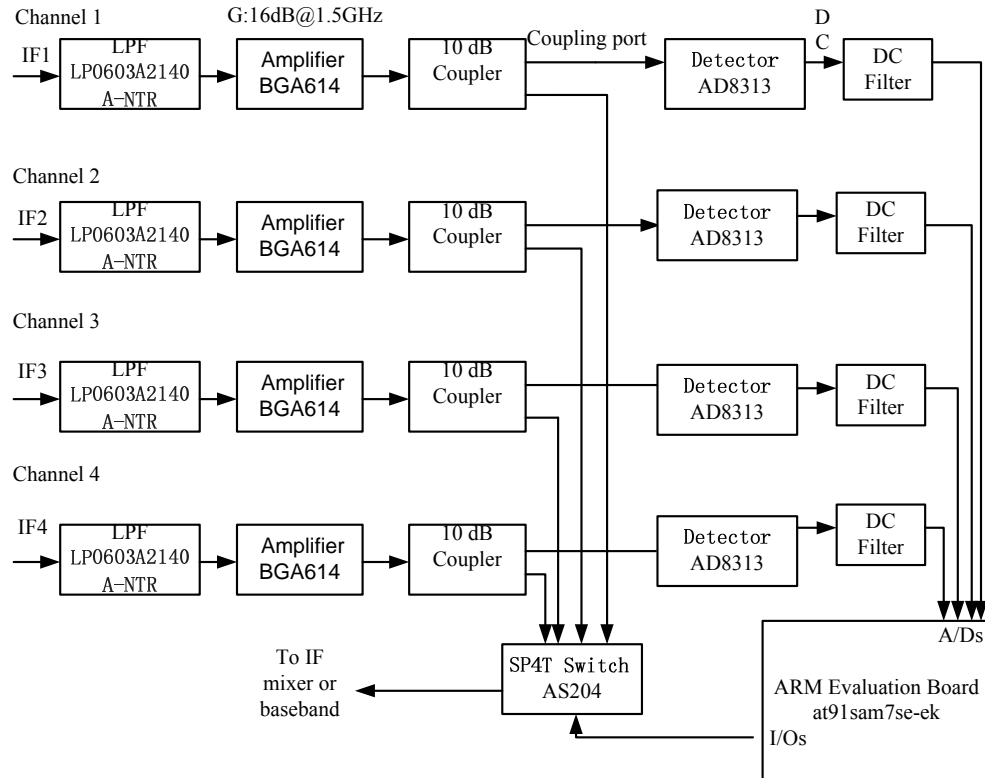 Channel 1
G:16dB@1.5GHz
IF1
LPF
LP0603A2140
A-NTR
Amplifier
BGA614
10 dB
Coupler
Coupling port
Detector
AD8313
D
C
DC
Filter
Channel 2
IF2
LPF
LP0603A2140
A-NTR
Amplifier
BGA614
10 dB
Coupler
Detector
AD8313
DC
Filter
Channel 3
IF3
LPF
LP0603A2140
A-NTR
Amplifier
BGA614
10 dB
Coupler
Detector
AD8313
DC
Filter
Channel 4
IF4
LPF
LP0603A2140
A-NTR
Amplifier
BGA614
10 dB
Coupler
Detector
AD8313
DC
Filter
To IF
mixer or
baseband
SP4T Switch
AS204
A/Ds
ARM Evaluation Board
at91sam7se-ek
I/Os